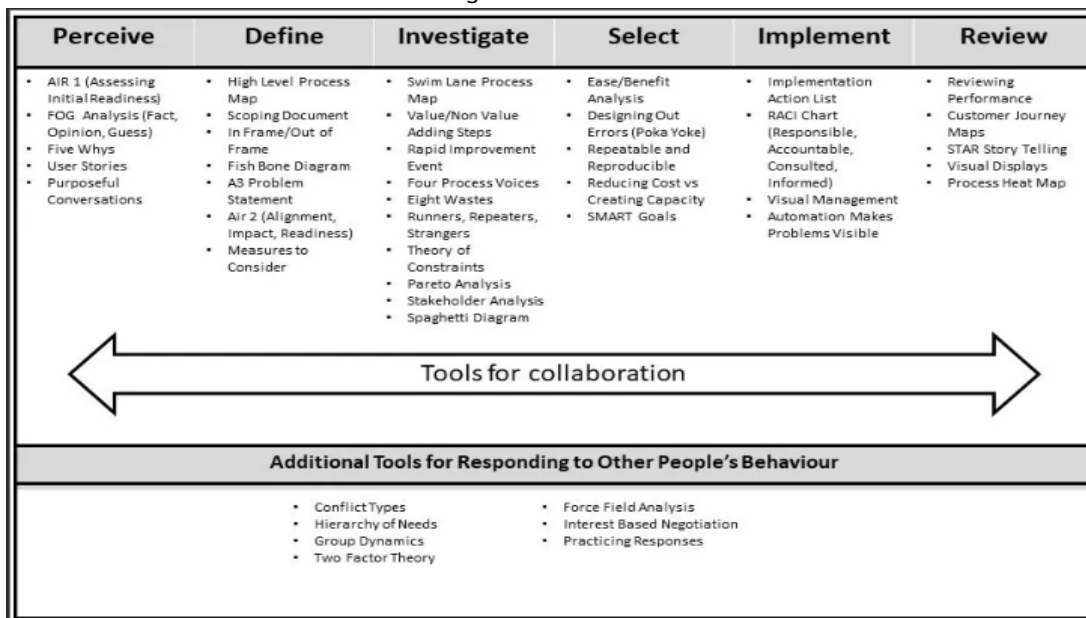 Perceive
Define
Investigate
Select
Implement
Review
• AIR 1 (Assessing
Initial Readiness)
• FOG Analysis (Fact,
Opinion, Guess)
• Five Whys
• User Stories
• Purposeful
Conversations
• High Level Process
Map
• Scoping Document
• In Frame/Out of
Frame
• Fish Bone Diagram
• A3 Problem
Statement
• Air 2 (Alignment,
Impact, Readiness)
• Measures to
Consider
• Swim Lane Process
Map
• Value/Non Value
Adding Steps
• Rapid Improvement
Event
• Four Process Voices
• Eight Wastes
• Runners, Repeaters,
Strangers
• Theory of
Constraints
• Pareto Analysis
• Stakeholder Analysis
• Spaghetti Diagram
• Ease/Benefit
Analysis
• Designing Out
Errors (Poka Yoke)
• Repeatable and
Reproducible
• Reducing Cost vs
Creating Capacity
• SMART Goals
• Implementation
Action List
• RACI Chart
(Responsible,
Accountable,
Consulted,
Informed)
• Visual Management
• Automation Makes
Problems Visible
• Reviewing
Performance
• Customer Journey
Maps
• STAR Story Telling
• Visual Displays
• Process Heat Map
Tools for collaboration
Additional Tools for Responding to Other People's Behaviour
• Conflict Types
• Hierarchy of Needs
• Group Dynamics
• Two Factor Theory
• Force Field Analysis
• Interest Based Negotiation
• Practicing Responses